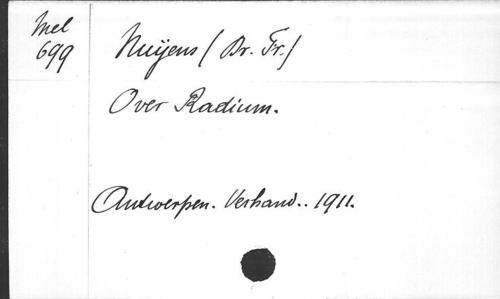 Mel
699
Nuijens (Dr. Fr.)
Over Radium.
Antwerpen. Verhand.. 1911.